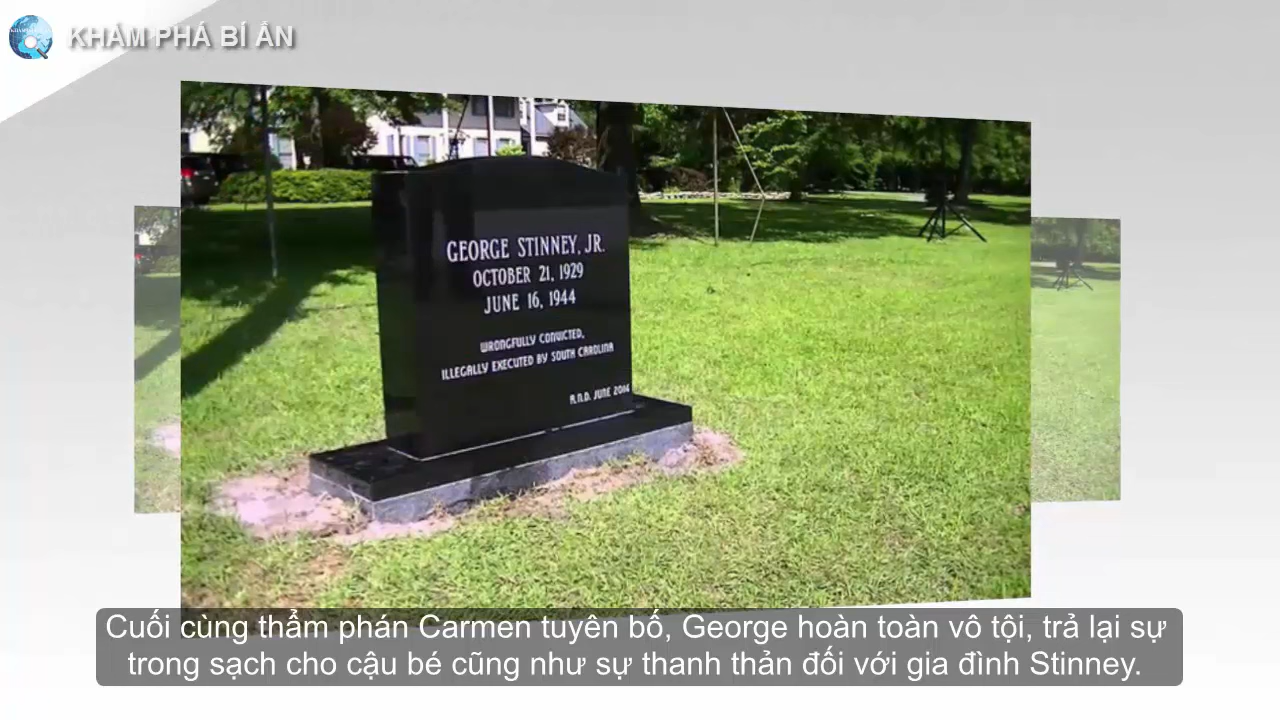 KHÁM PHÁ BÍ ẨN
GEORGE STINNEY, JR.
OCTOBER 21, 1929
JUNE 16, 1944
WRONGFULLY CONVICTED,
ILLEGALLY EXECUTED BY SOUTH CAROLINA
A.N.D. JUNE 2014
Cuối cùng thẩm phán Carmen tuyên bố, George hoàn toàn vô tội, trả lại sự
trong sạch cho cậu bé cũng như sự thanh thản đối với gia đình Stinney.